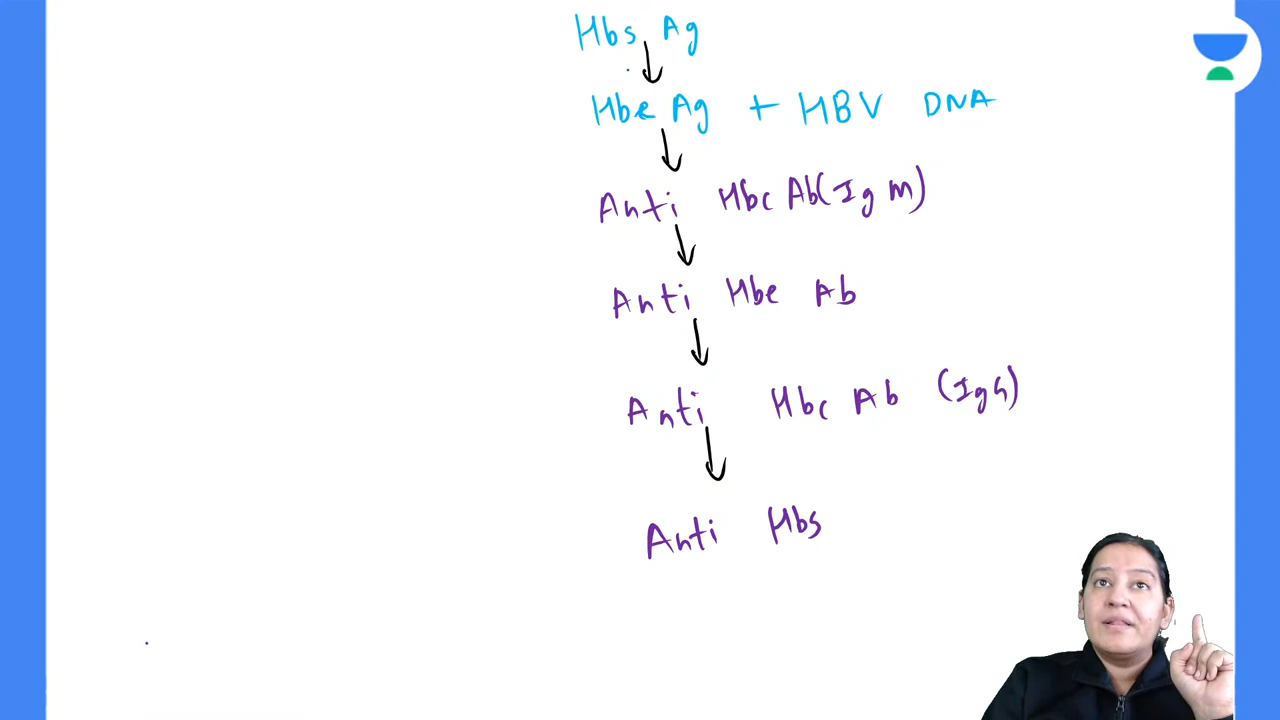 Hbs Ag
Hbe Ag + HBV DNA
Anti Hbc Ab (Ig M)
Anti Hbe Ab
Anti Hbc Ab (IgG)
Anti Hbs